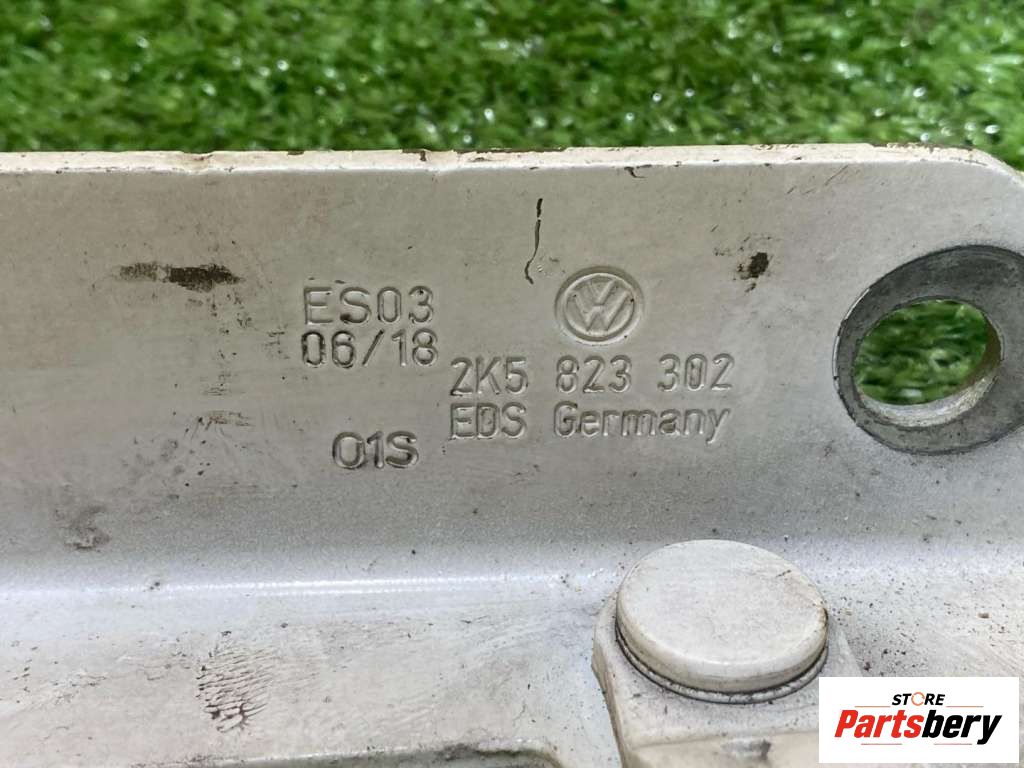 ES03
06/18
2K5 823 302
EDS Germany
01S
STORE
Partsbery